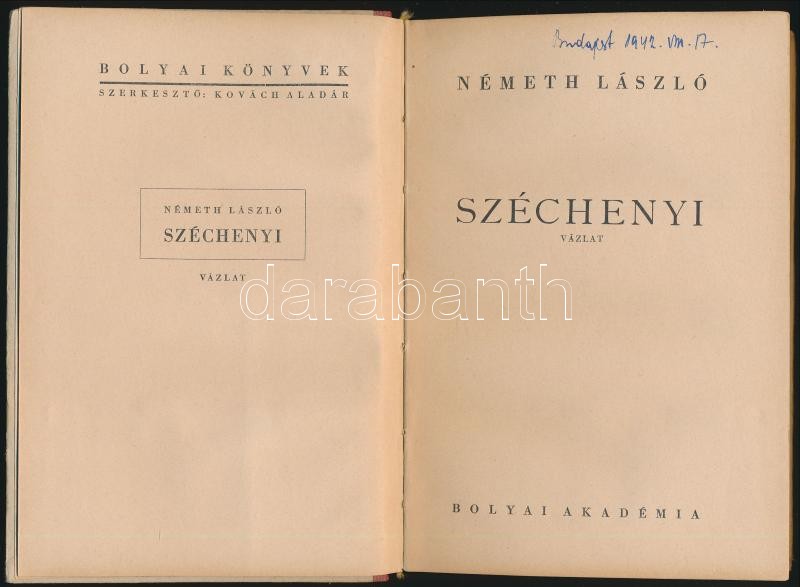 BOLYAI KÖNYVEK
SZERKESZTŐ: KOVÁCH ALADÁR
NÉMETH LÁSZLÓ
SZÉCHENYI
VÁZLAT
Budapest 1942. VIII. 17.
NÉMETH LÁSZLÓ
SZÉCHENYI
VÁZLAT
BOLYAI AKADÉMIA
darabanth